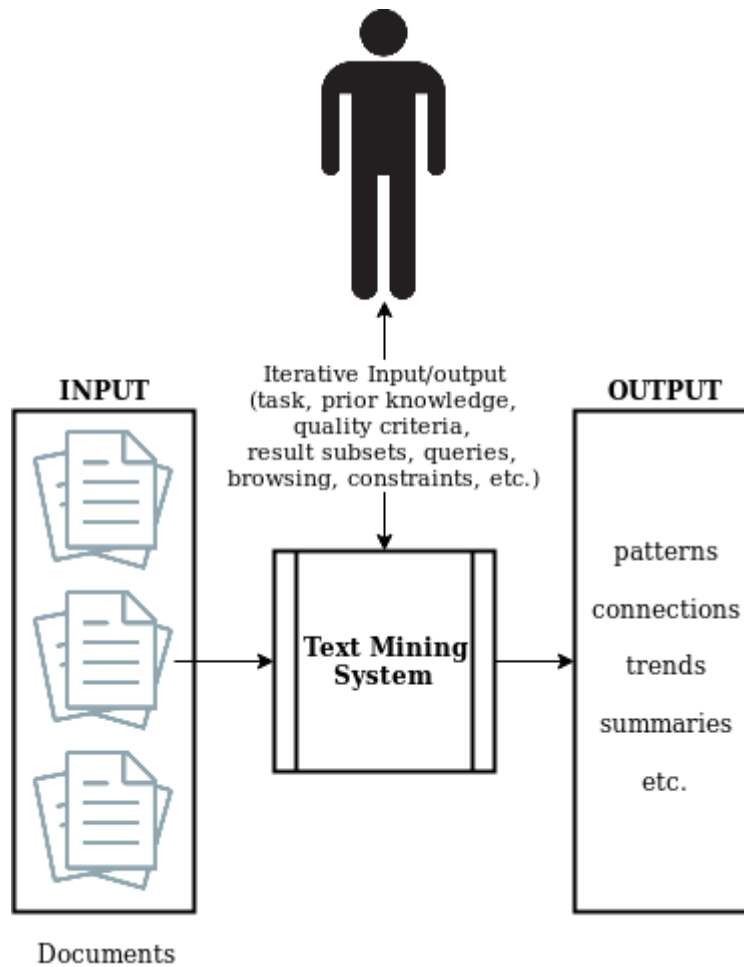 Iterative Input/output
(task, prior knowledge,
quality criteria,
result subsets, queries,
browsing, constraints, etc.)
INPUT
Documents
Text Mining
System
OUTPUT
patterns
connections
trends
summaries
etc.